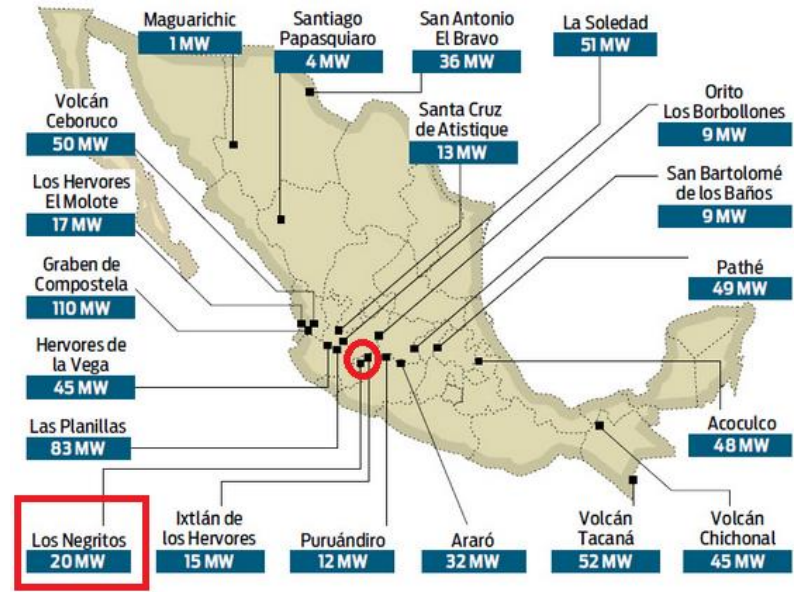 Maguarichic
1 MW
Santiago
Papasquiaro
4 MW
San Antonio
El Bravo
36 MW
La Soledad
51 MW
Volcán
Ceboruco
50 MW
Santa Cruz
de Atistique
13 MW
Orito
Los Borbollones
9 MW
Los Hervores
El Molote
17 MW
San Bartolomé
de los Baños
9 MW
Graben de
Compostela
110 MW
Pathé
49 MW
Hervores de
la Vega
45 MW
Las Planillas
83 MW
Acoculco
48 MW
Los Negritos
20 MW
Ixtlán de
los Hervores
15 MW
Puruándiro
12 MW
Araró
32 MW
Volcán
Tacaná
52 MW
Volcán
Chichonal
45 MW